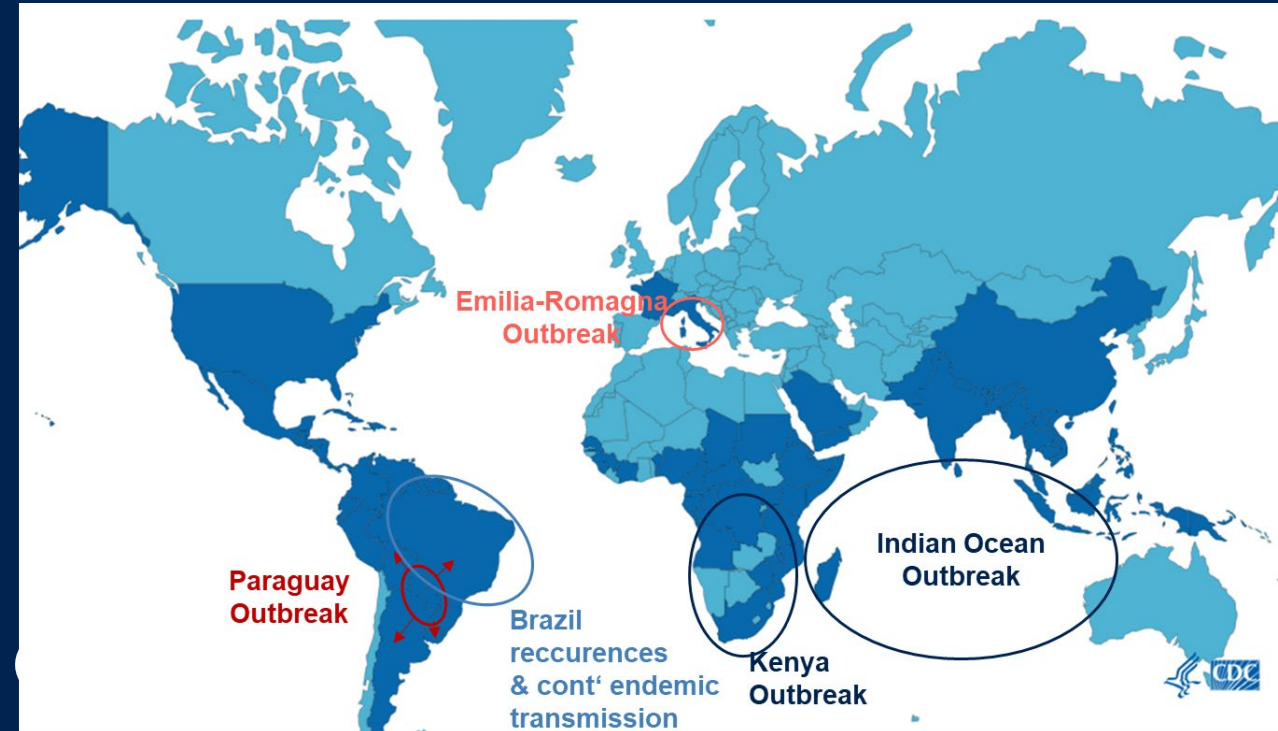 Emilia-Romagna
Outbreak
Indian Ocean
Outbreak
Paraguay
Outbreak
Brazil
reccurences
& cont‘ endemic
transmission
Kenya
Outbreak
CDC